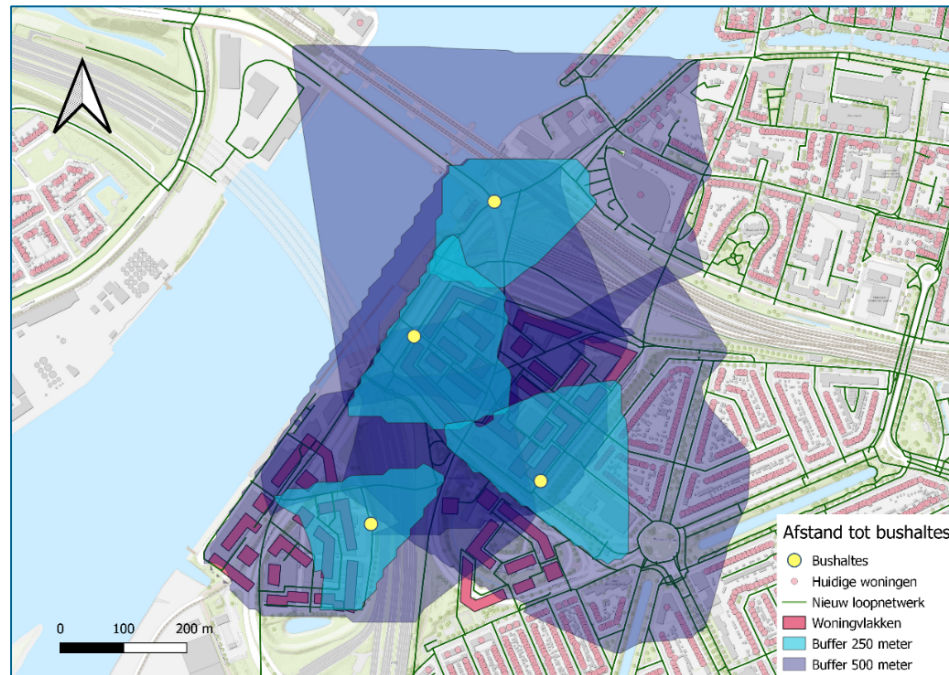 Afstand tot bushaltes
Bushaltes
Huidige woningen
Nieuw loopnetwerk
Woningvlakken
Buffer 250 meter
Buffer 500 meter
0 100 200 m